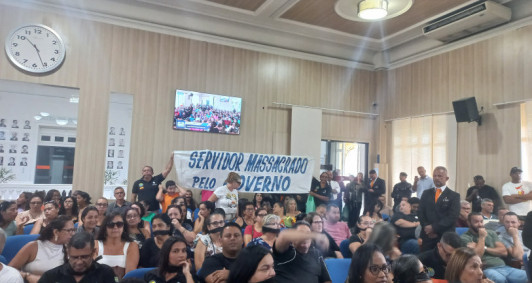 SERVIDOR MASSACRADO
PELO GOVERNO